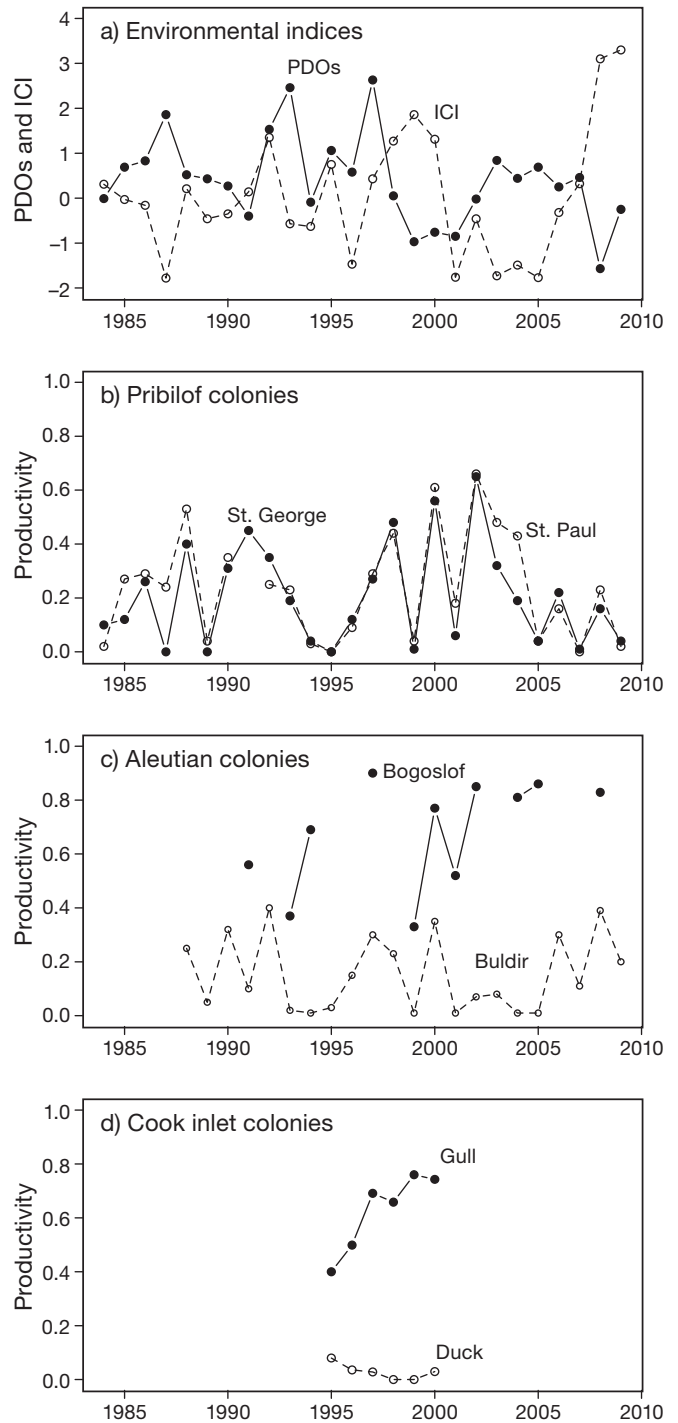 a) Environmental indices
PDOs and ICI
4
3
2
1
0
−1
−2
PDOs
ICI
1985 1990 1995 2000 2005 2010
b) Pribilof colonies
Productivity
1.0
0.8
0.6
0.4
0.2
0.0
St. George
St. Paul
1985 1990 1995 2000 2005 2010
c) Aleutian colonies
Productivity
1.0
0.8
0.6
0.4
0.2
0.0
Bogoslof
Buldir
1985 1990 1995 2000 2005 2010
d) Cook inlet colonies
Productivity
1.0
0.8
0.6
0.4
0.2
0.0
Gull
Duck
1985 1990 1995 2000 2005 2010